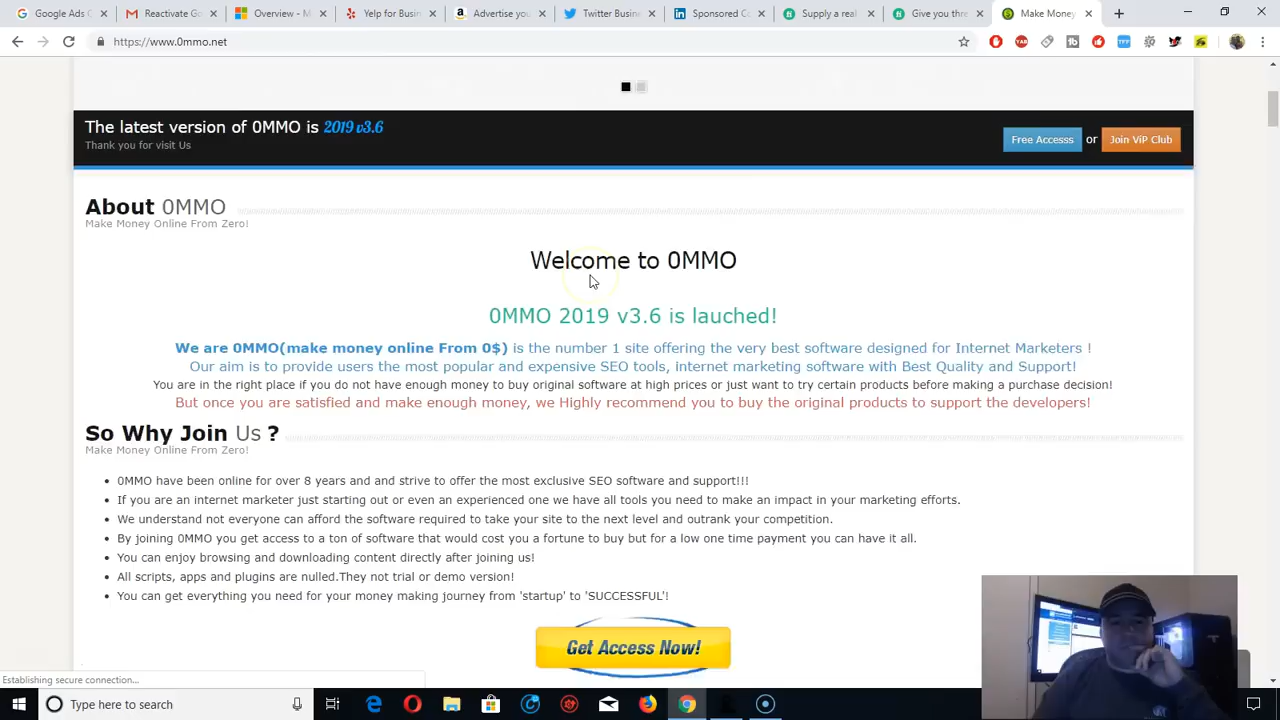 Google Ads
Reactivate G
Overview - M
Yelp for Busin
Advertise you
Twitter Busine
Sponsored Co
Supply a real
Give you thre
Make Money
https://www.0mmo.net
The latest version of 0MMO is 2019 v3.6
Thank you for visit Us
Free Accesss or Join ViP Club
About 0MMO
Make Money Online From Zero!
Welcome to 0MMO
0MMO 2019 v3.6 is lauched!
We are 0MMO(make money online From 0$) is the number 1 site offering the very best software designed for Internet Marketers !
Our aim is to provide users the most popular and expensive SEO tools, internet marketing software with Best Quality and Support!
You are in the right place if you do not have enough money to buy original software at high prices or just want to try certain products before making a purchase decision!
But once you are satisfied and make enough money, we Highly recommend you to buy the original products to support the developers!
So Why Join Us ?
Make Money Online From Zero!
0MMO have been online for over 8 years and and strive to offer the most exclusive SEO software and support!!!
If you are an internet marketer just starting out or even an experienced one we have all tools you need to make an impact in your marketing efforts.
We understand not everyone can afford the software required to take your site to the next level and outrank your competition.
By joining 0MMO you get access to a ton of software that would cost you a fortune to buy but for a low one time payment you can have it all.
You can enjoy browsing and downloading content directly after joining us!
All scripts, apps and plugins are nulled.They not trial or demo version!
You can get everything you need for your money making journey from 'startup' to 'SUCCESSFUL'!
Get Access Now!
Establishing secure connection...
Type here to search